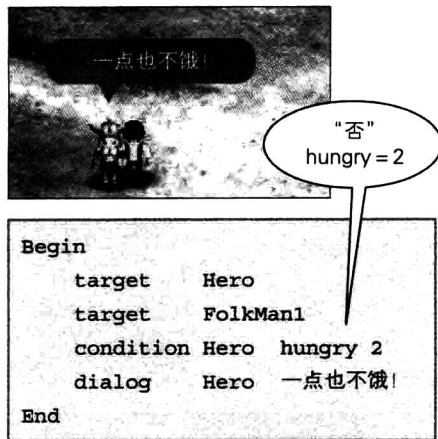 一点也不饿!
“否”
hungry = 2
Begin
target Hero
target FolkMan1
condition Hero hungry 2
dialog Hero 一点也不饿!
End